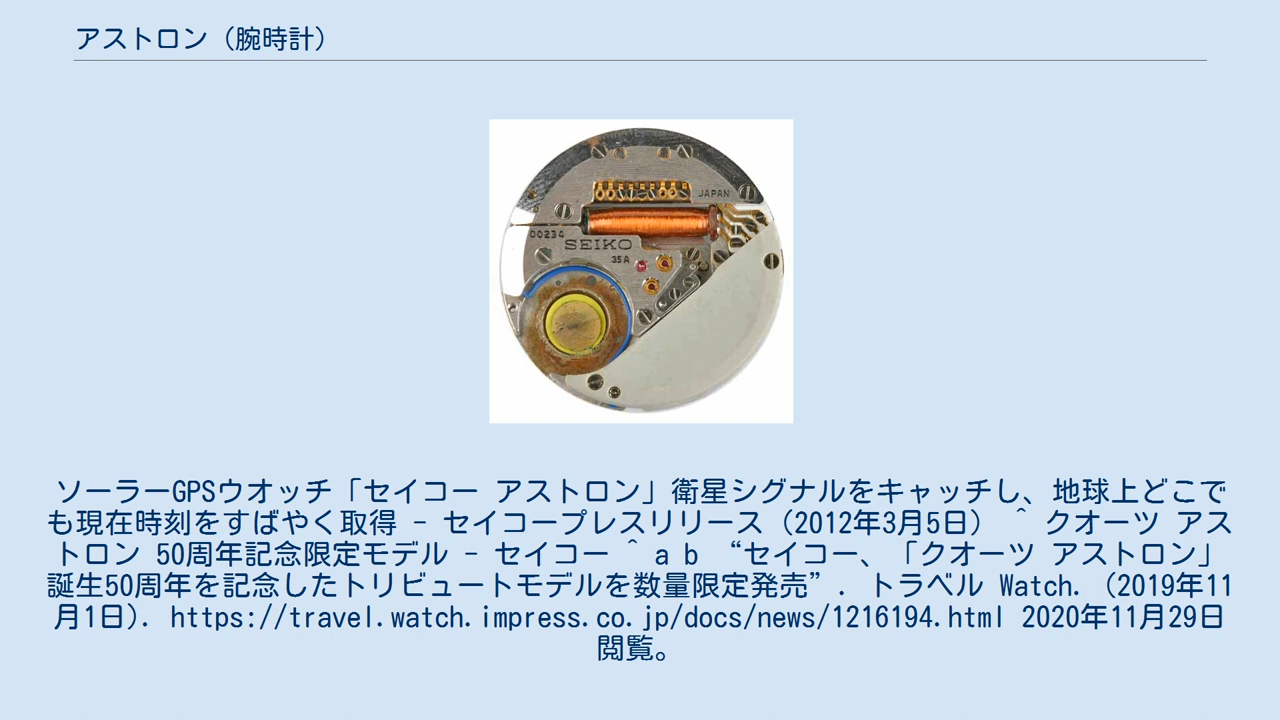 アストロン（腕時計）
JAPAN
00234
SEIKO
35A
ソーラーGPSウオッチ「セイコー アストロン」衛星シグナルをキャッチし、地球上どこで
も現在時刻をすばやく取得 - セイコープレスリリース（2012年3月5日） ^ クオーツ アス
トロン 50周年記念限定モデル - セイコー ^ a b “セイコー、「クオーツ アストロン」
誕生50周年を記念したトリビュートモデルを数量限定発売”. トラベル Watch. (2019年11
月1日). https://travel.watch.impress.co.jp/docs/news/1216194.html 2020年11月29日
閲覧。